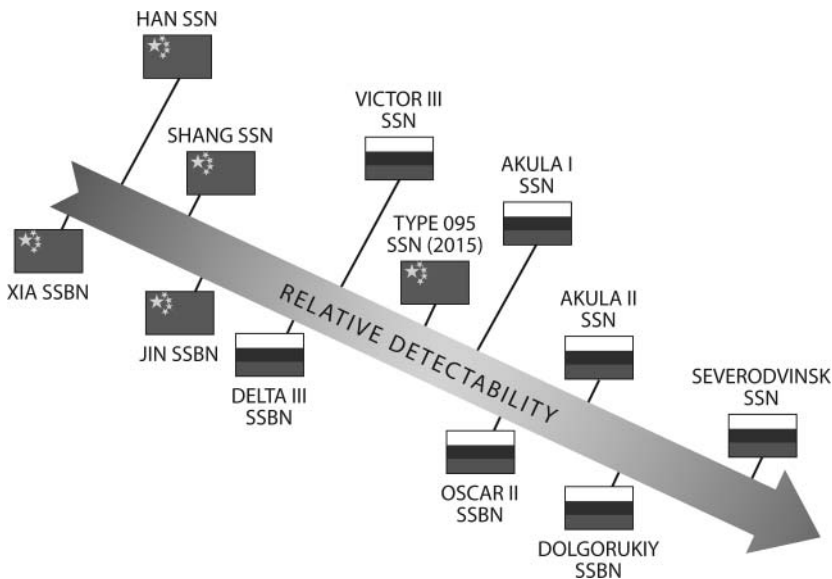 HAN SSN
SHANG SSN
VICTOR III
SSN
AKULA I
SSN
TYPE 095
SSN (2015)
XIA SSBN
JIN SSBN
RELATIVE DETECTABILITY
AKULA II
SSN
DELTA III
SSBN
SEVERODVINSK
SSN
OSCAR II
SSBN
DOLGORUKIY
SSBN